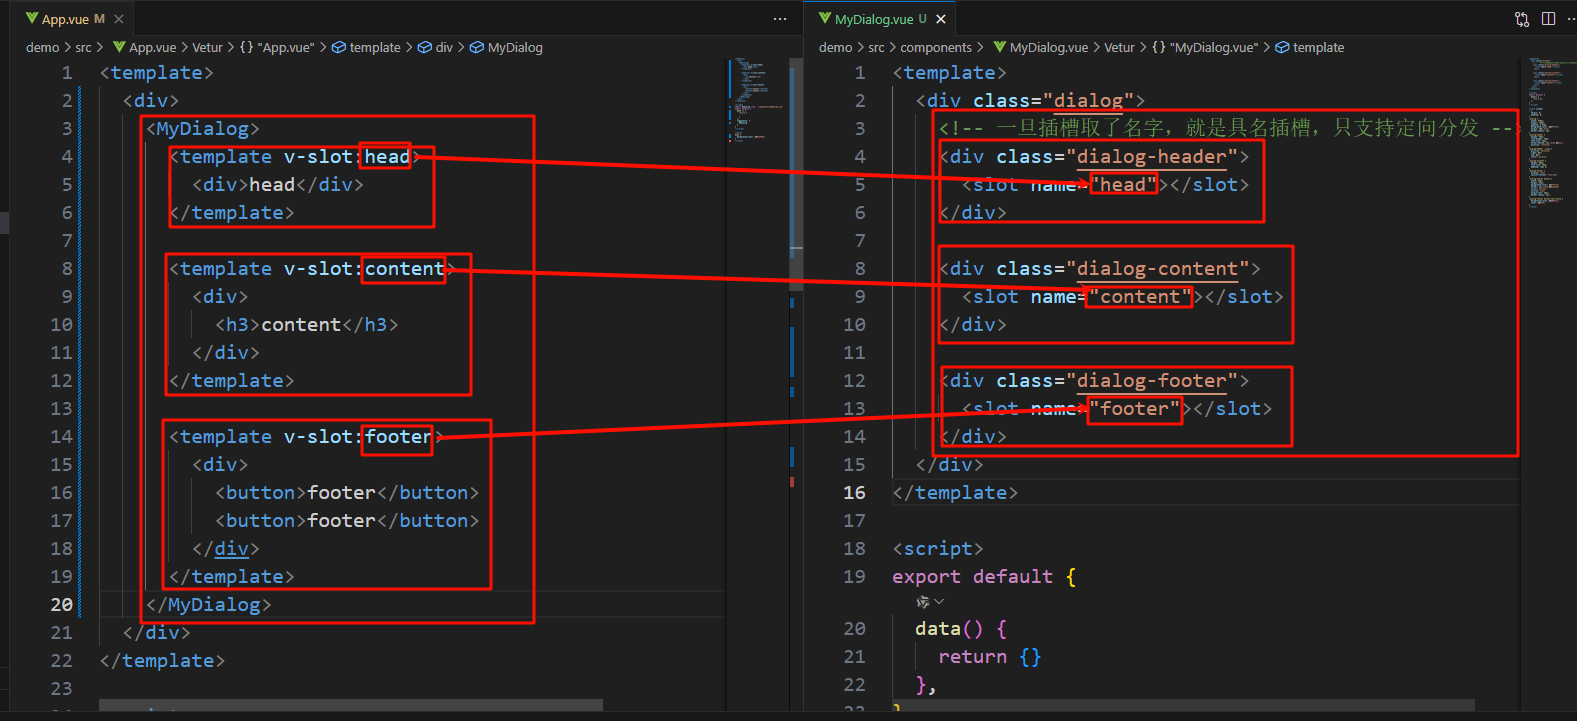 App.vue M
demo > src > App.vue > Vetur > {} "App.vue" > template > div > MyDialog
1 <template>
2 <div>
3 <MyDialog>
4 <template v-slot:head>
5 <div>head</div>
6 </template>
7
8 <template v-slot:content>
9 <div>
10 <h3>content</h3>
11 </div>
12 </template>
13
14 <template v-slot:footer>
15 <div>
16 <button>footer</button>
17 <button>footer</button>
18 </div>
19 </template>
20 </MyDialog>
21 </div>
22 </template>
23
MyDialog.vue U
demo > src > components > MyDialog.vue > Vetur > {} "MyDialog.vue" > template
1 <template>
2 <div class="dialog">
3 <!-- 一旦插槽取了名字，就是具名插槽，只支持定向分发 --
4 <div class="dialog-header">
5 <slot name="head"></slot>
6 </div>
7
8 <div class="dialog-content">
9 <slot name="content"></slot>
10 </div>
11
12 <div class="dialog-footer">
13 <slot name="footer"></slot>
14 </div>
15 </div>
16 </template>
17
18 <script>
19 export default {
20 data() {
21 return {}
22 },
23 }